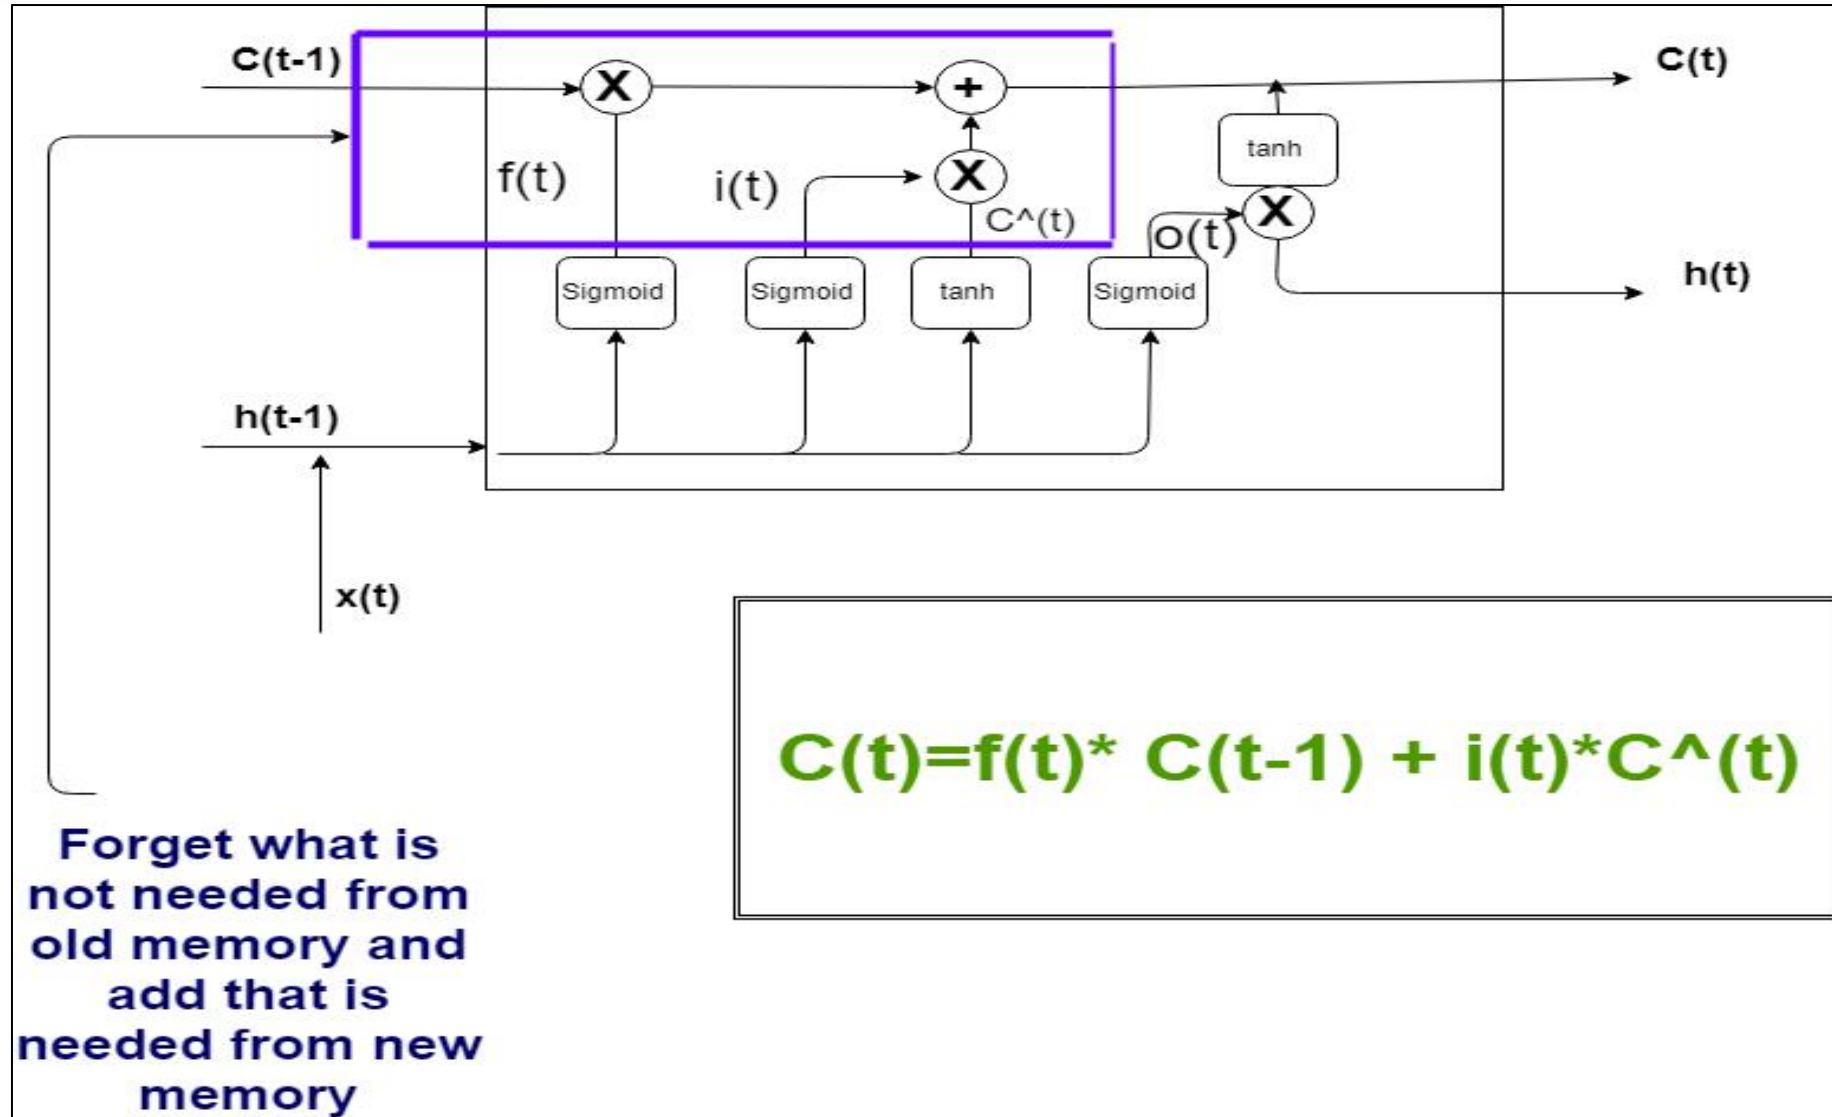 C(t-1)
X
+
C(t)
tanh
f(t)
i(t)
X
C^(t)
X
o(t)
Sigmoid
Sigmoid
tanh
Sigmoid
h(t)
h(t-1)
x(t)
C(t)=f(t)* C(t-1) + i(t)*C^(t)
Forget what is
not needed from
old memory and
add that is
needed from new
memory